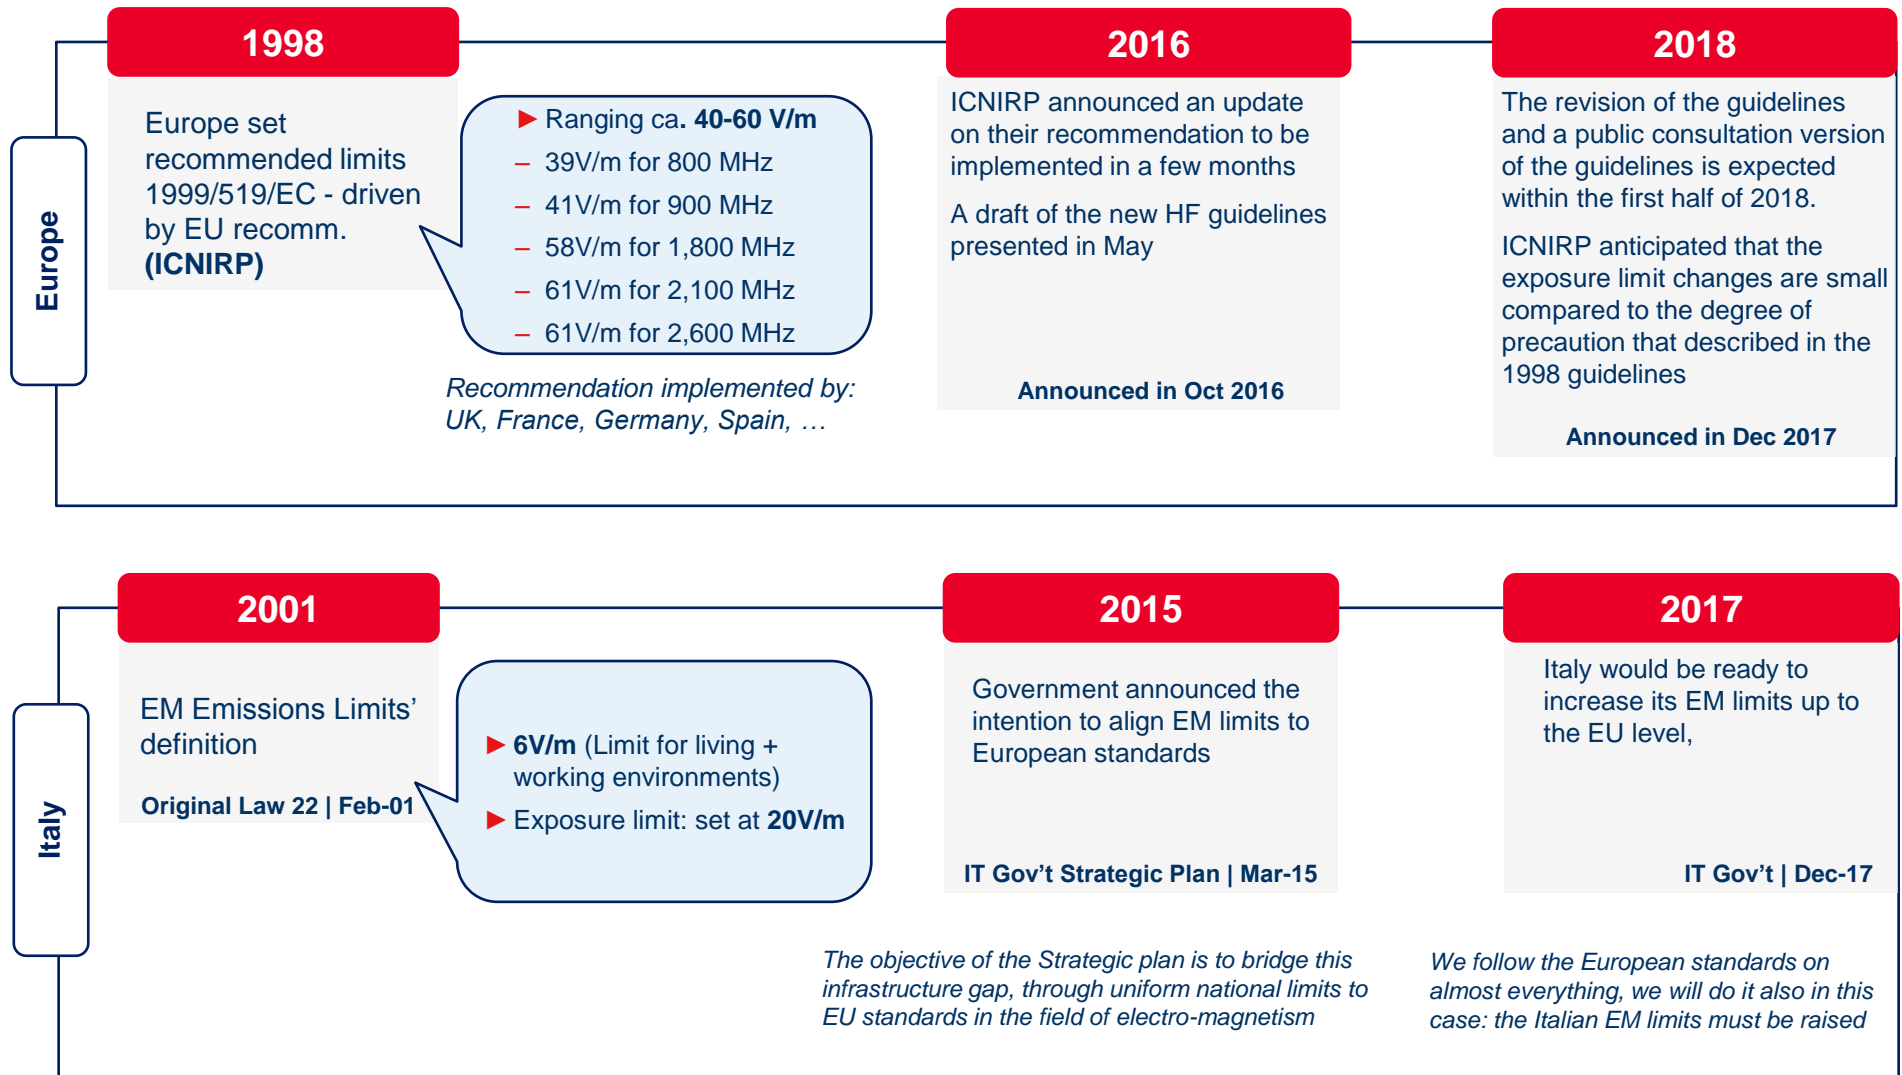 1998
Europe set
recommended limits
1999/519/EC - driven
by EU recomm.
(ICNIRP)
► Ranging ca. 40-60 V/m
– 39V/m for 800 MHz
– 41V/m for 900 MHz
– 58V/m for 1,800 MHz
– 61V/m for 2,100 MHz
– 61V/m for 2,600 MHz
Recommendation implemented by:
UK, France, Germany, Spain, …
2016
ICNIRP announced an update
on their recommendation to be
implemented in a few months
A draft of the new HF guidelines
presented in May
Announced in Oct 2016
2018
The revision of the guidelines
and a public consultation version
of the guidelines is expected
within the first half of 2018.
ICNIRP anticipated that the
exposure limit changes are small
compared to the degree of
precaution that described in the
1998 guidelines
Announced in Dec 2017
Europe
2001
EM Emissions Limits’
definition
Original Law 22 | Feb-01
► 6V/m (Limit for living +
working environments)
► Exposure limit: set at 20V/m
2015
Government announced the
intention to align EM limits to
European standards
IT Gov’t Strategic Plan | Mar-15
The objective of the Strategic plan is to bridge this
infrastructure gap, through uniform national limits to
EU standards in the field of electro-magnetism
2017
Italy would be ready to
increase its EM limits up to
the EU level,
IT Gov’t | Dec-17
We follow the European standards on
almost everything, we will do it also in this
case: the Italian EM limits must be raised
Italy